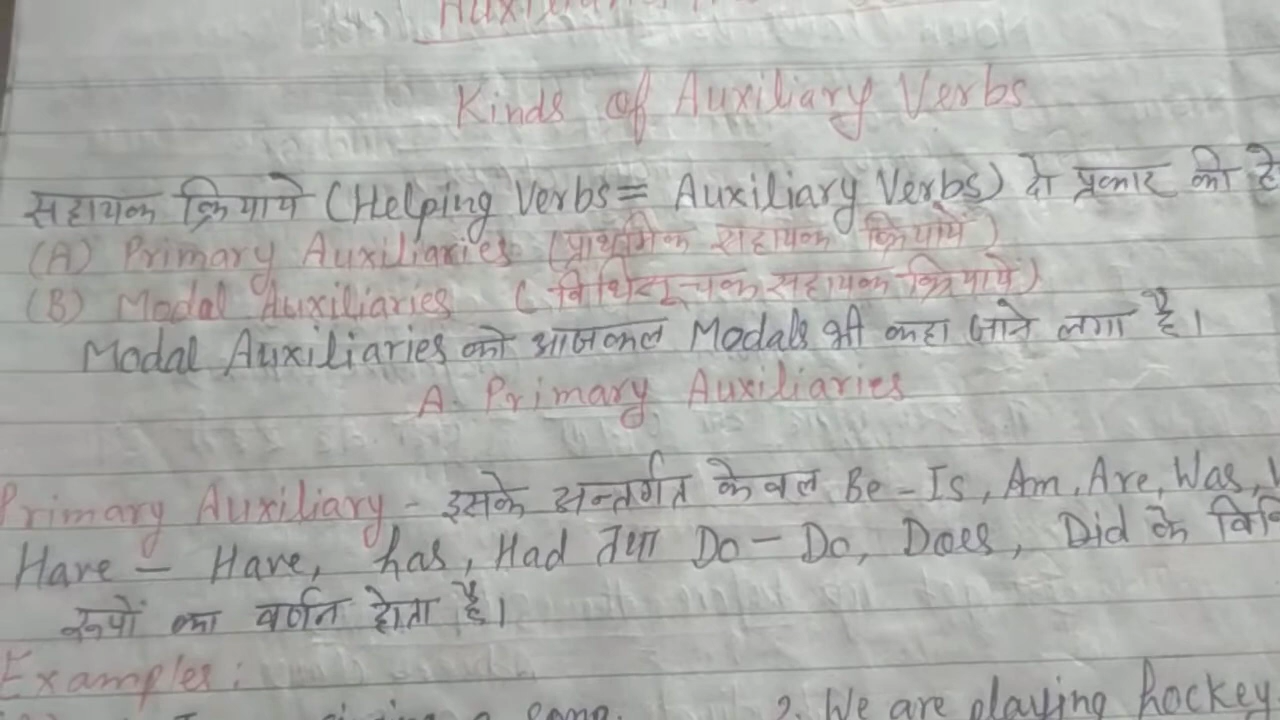 Kinds of Auxiliary Verbs
सहायक क्रियाये (Helping Verbs = Auxiliary Verbs) दो प्रकार की है
(A) Primary Auxiliaries (प्राथमिक सहायक क्रियाये)
(B) Modal Auxiliaries (विधिसूचक सहायक क्रियाये)
Modal Auxiliaries को आजकल Modals भी कहा जाने लगा है।
A. Primary Auxiliaries
Primary Auxiliary - इसके अन्तर्गत केवल Be - Is, Am, Are, Was,
Have - Have, has, Had तथा Do - Do, Does, Did के
रूपों का वर्णन होता है।
Examples:
a song. 2. We are playing hockey